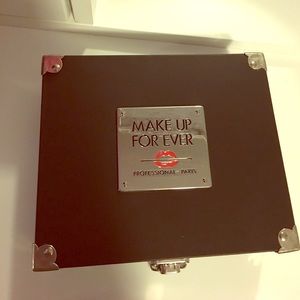 MAKE UP
FOR EVER
PROFESSIONAL - PARIS